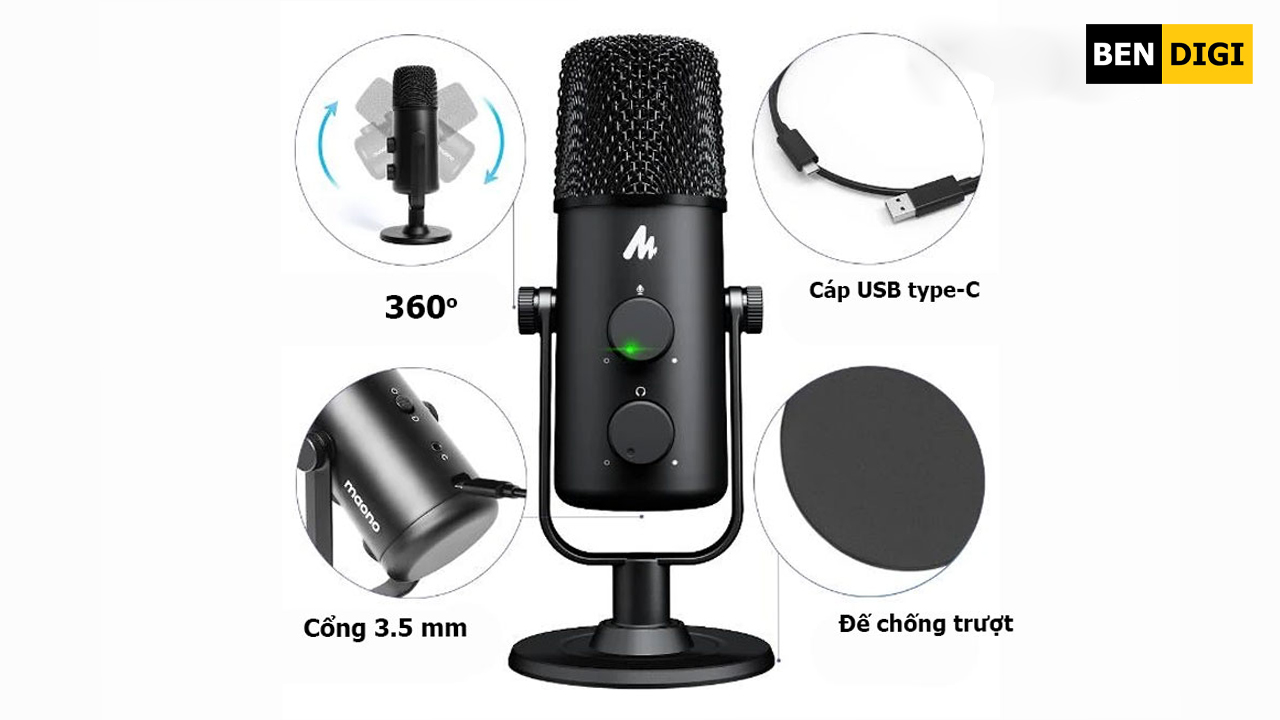 BEN DIGI
360°
Cáp USB type-C
maono
Cổng 3.5 mm
Đế chống trượt